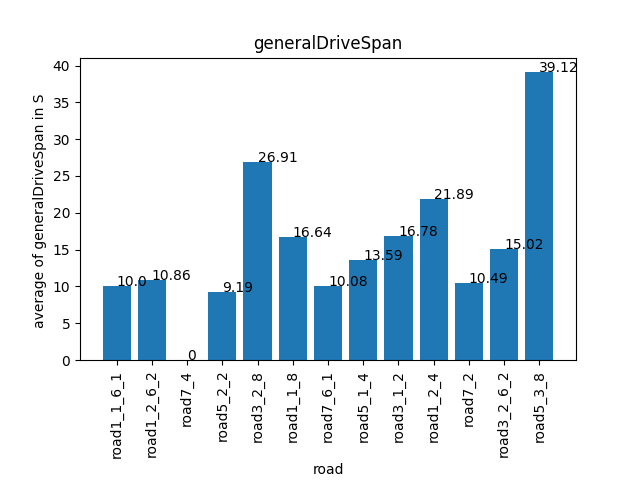 generalDriveSpan
average of generalDriveSpan in S
40
35
30
25
20
15
10
5
0
10.0
10.86
0
9.19
26.91
16.64
10.08
13.59
16.78
21.89
10.49
15.02
39.12
road1_1_6_1
road1_2_6_2
road7_4
road5_2_2
road3_2_8
road1_1_8
road7_6_1
road5_1_4
road3_1_2
road1_2_4
road7_2
road3_2_6_2
road5_3_8
road